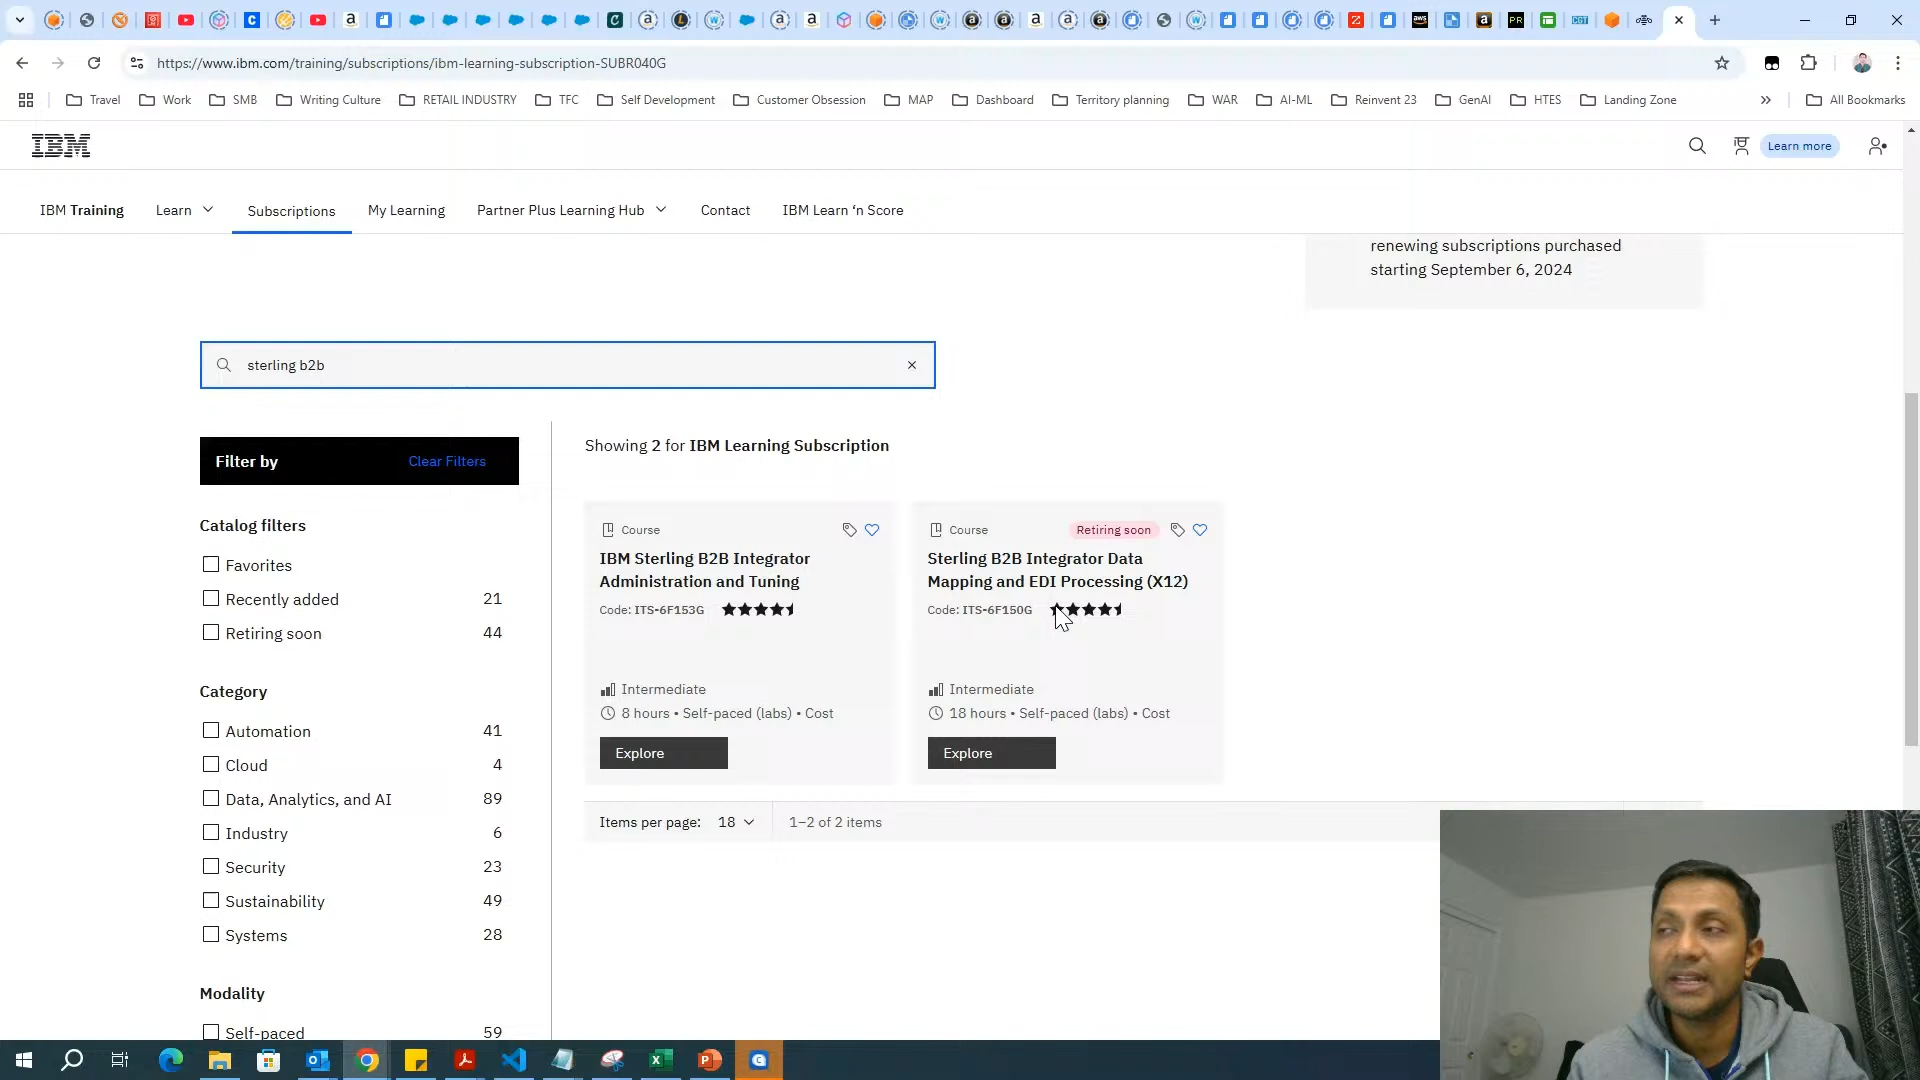 https://www.ibm.com/training/subscriptions/ibm-learning-subscription-SUBR040G
Travel
Work
SMB
Writing Culture
RETAIL INDUSTRY
TFC
Self Development
Customer Obsession
MAP
Dashboard
Territory planning
WAR
AI-ML
Reinvent 23
GenAI
HTES
Landing Zone
All Bookmarks
IBM
Learn more
IBM Training
Learn
Subscriptions
My Learning
Partner Plus Learning Hub
Contact
IBM Learn ‘n Score
renewing subscriptions purchased
starting September 6, 2024
sterling b2b
Filter by
Clear Filters
Showing 2 for IBM Learning Subscription
Catalog filters
Favorites
Recently added 21
Retiring soon 44
Category
Automation 41
Cloud 4
Data, Analytics, and AI 89
Industry 6
Security 23
Sustainability 49
Systems 28
Modality
Self-paced 59
Course
IBM Sterling B2B Integrator
Administration and Tuning
Code: ITS-6F153G
Intermediate
8 hours • Self-paced (labs) • Cost
Explore
Course
Retiring soon
Sterling B2B Integrator Data
Mapping and EDI Processing (X12)
Code: ITS-6F150G
Intermediate
18 hours • Self-paced (labs) • Cost
Explore
Items per page: 18
1–2 of 2 items